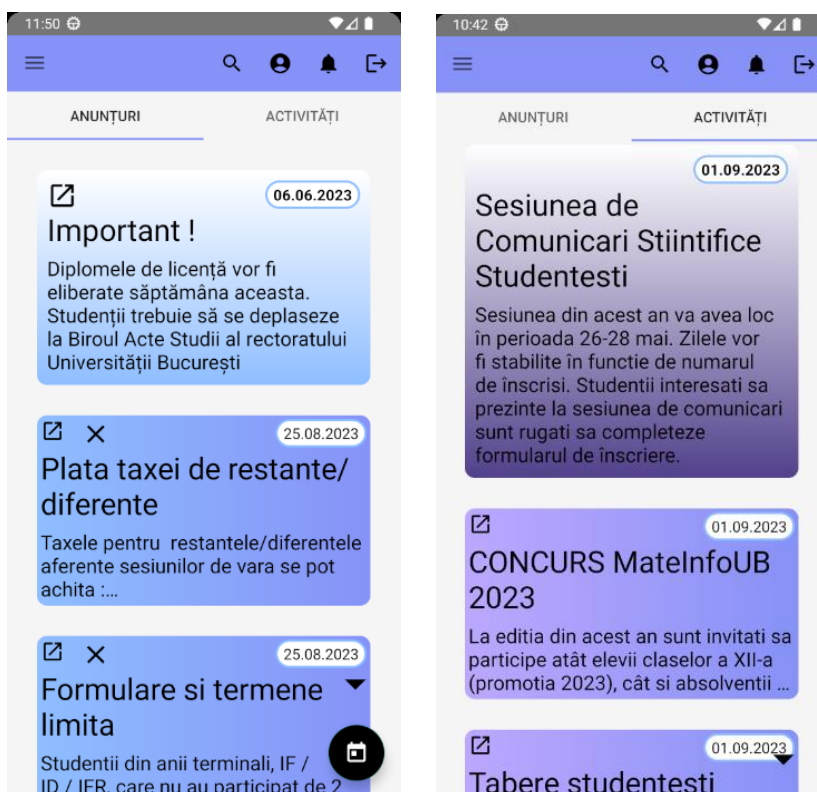 11:50
ANUNȚURI
ACTIVITĂȚI
06.06.2023
Important !
Diplomele de licență vor fi
eliberate săptămâna aceasta.
Studenții trebuie să se deplaseze
la Biroul Acte Studii al rectoratului
Universității București
25.08.2023
Plata taxei de restante/
diferente
Taxele pentru restantele/diferentele
aferente sesiunilor de vara se pot
achita :...
25.08.2023
Formulare si termene
limita
Studentii din anii terminali, IF /
ID / IFR, care nu au participat de 2
10:42
ANUNȚURI
ACTIVITĂȚI
01.09.2023
Sesiunea de
Comunicari Stiintifice
Studentesti
Sesiunea din acest an va avea loc
în perioada 26-28 mai. Zilele vor
fi stabilite în functie de numarul
de înscrisi. Studentii interesati sa
prezinte la sesiunea de comunicari
sunt rugati sa completeze
formularul de înscriere.
01.09.2023
CONCURS MateInfoUB
2023
La editia din acest an sunt invitati sa
participe atât elevii claselor a XII-a
(promotia 2023), cât si absolventii ...
01.09.2023
Tabere studentesti